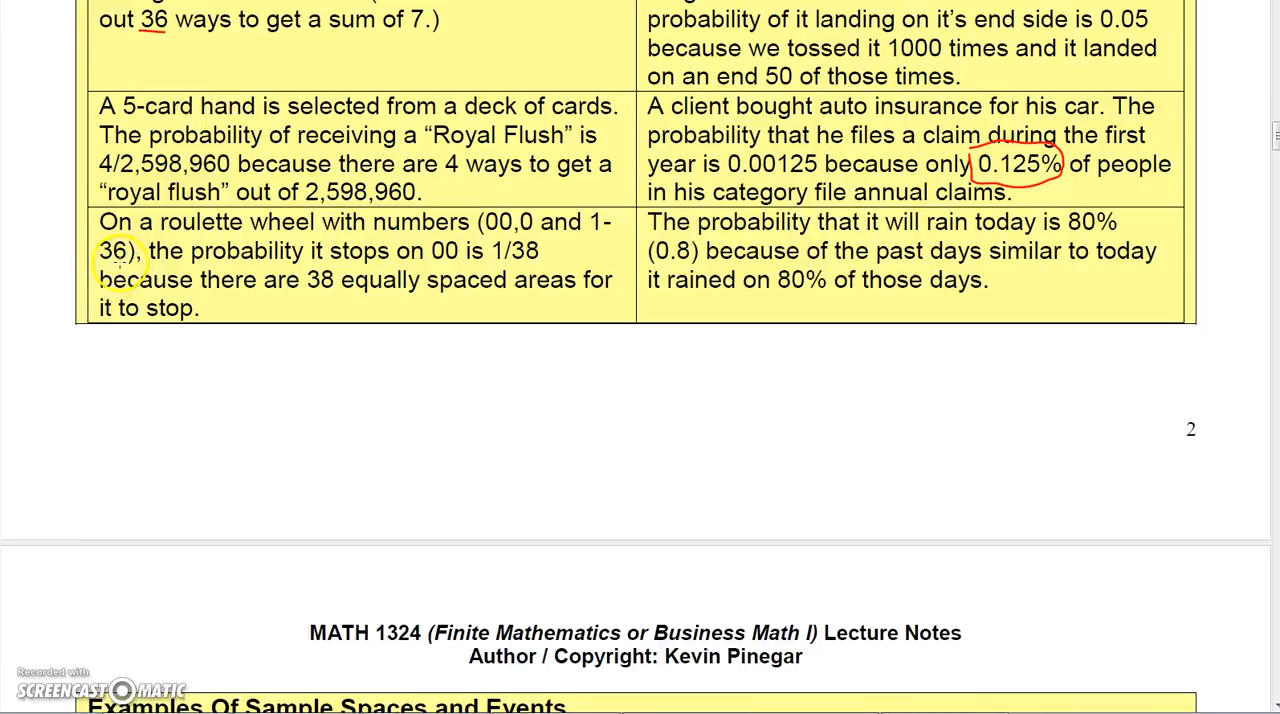 out 36 ways to get a sum of 7.)
probability of it landing on it's end side is 0.05
because we tossed it 1000 times and it landed
on an end 50 of those times.
A 5-card hand is selected from a deck of cards.
The probability of receiving a “Royal Flush” is
4/2,598,960 because there are 4 ways to get a
“royal flush” out of 2,598,960.
A client bought auto insurance for his car. The
probability that he files a claim during the first
year is 0.00125 because only 0.125% of people
in his category file annual claims.
On a roulette wheel with numbers (00,0 and 1-
36), the probability it stops on 00 is 1/38
because there are 38 equally spaced areas for
it to stop.
The probability that it will rain today is 80%
(0.8) because of the past days similar to today
it rained on 80% of those days.
2
MATH 1324 (Finite Mathematics or Business Math I) Lecture Notes
Author / Copyright: Kevin Pinegar
Recorded with
SCREENCAST-O-MATIC
Examples Of Sample Spaces and Events